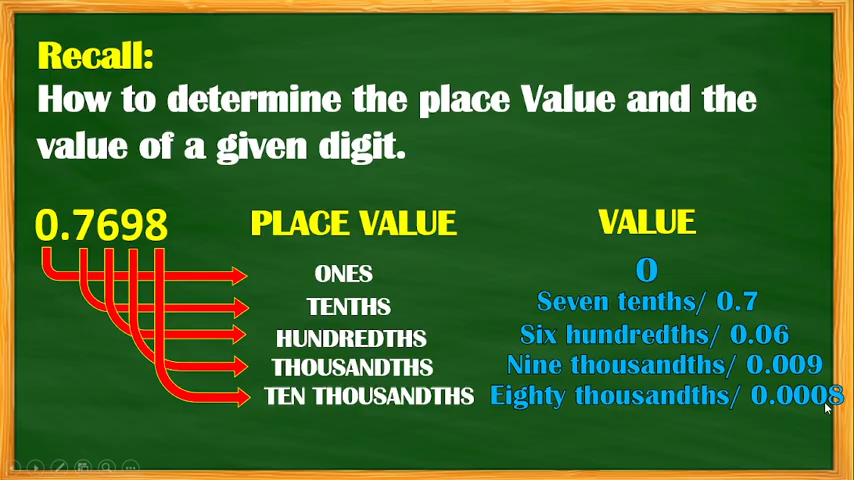 Recall:
How to determine the place Value and the
value of a given digit.
0.7698 PLACE VALUE VALUE
ONES 0
TENTHS Seven tenths/ 0.7
HUNDREDTHS Six hundredths/ 0.06
THOUSANDTHS Nine thousandths/ 0.009
TEN THOUSANDTHS Eighty thousandths/ 0.0008